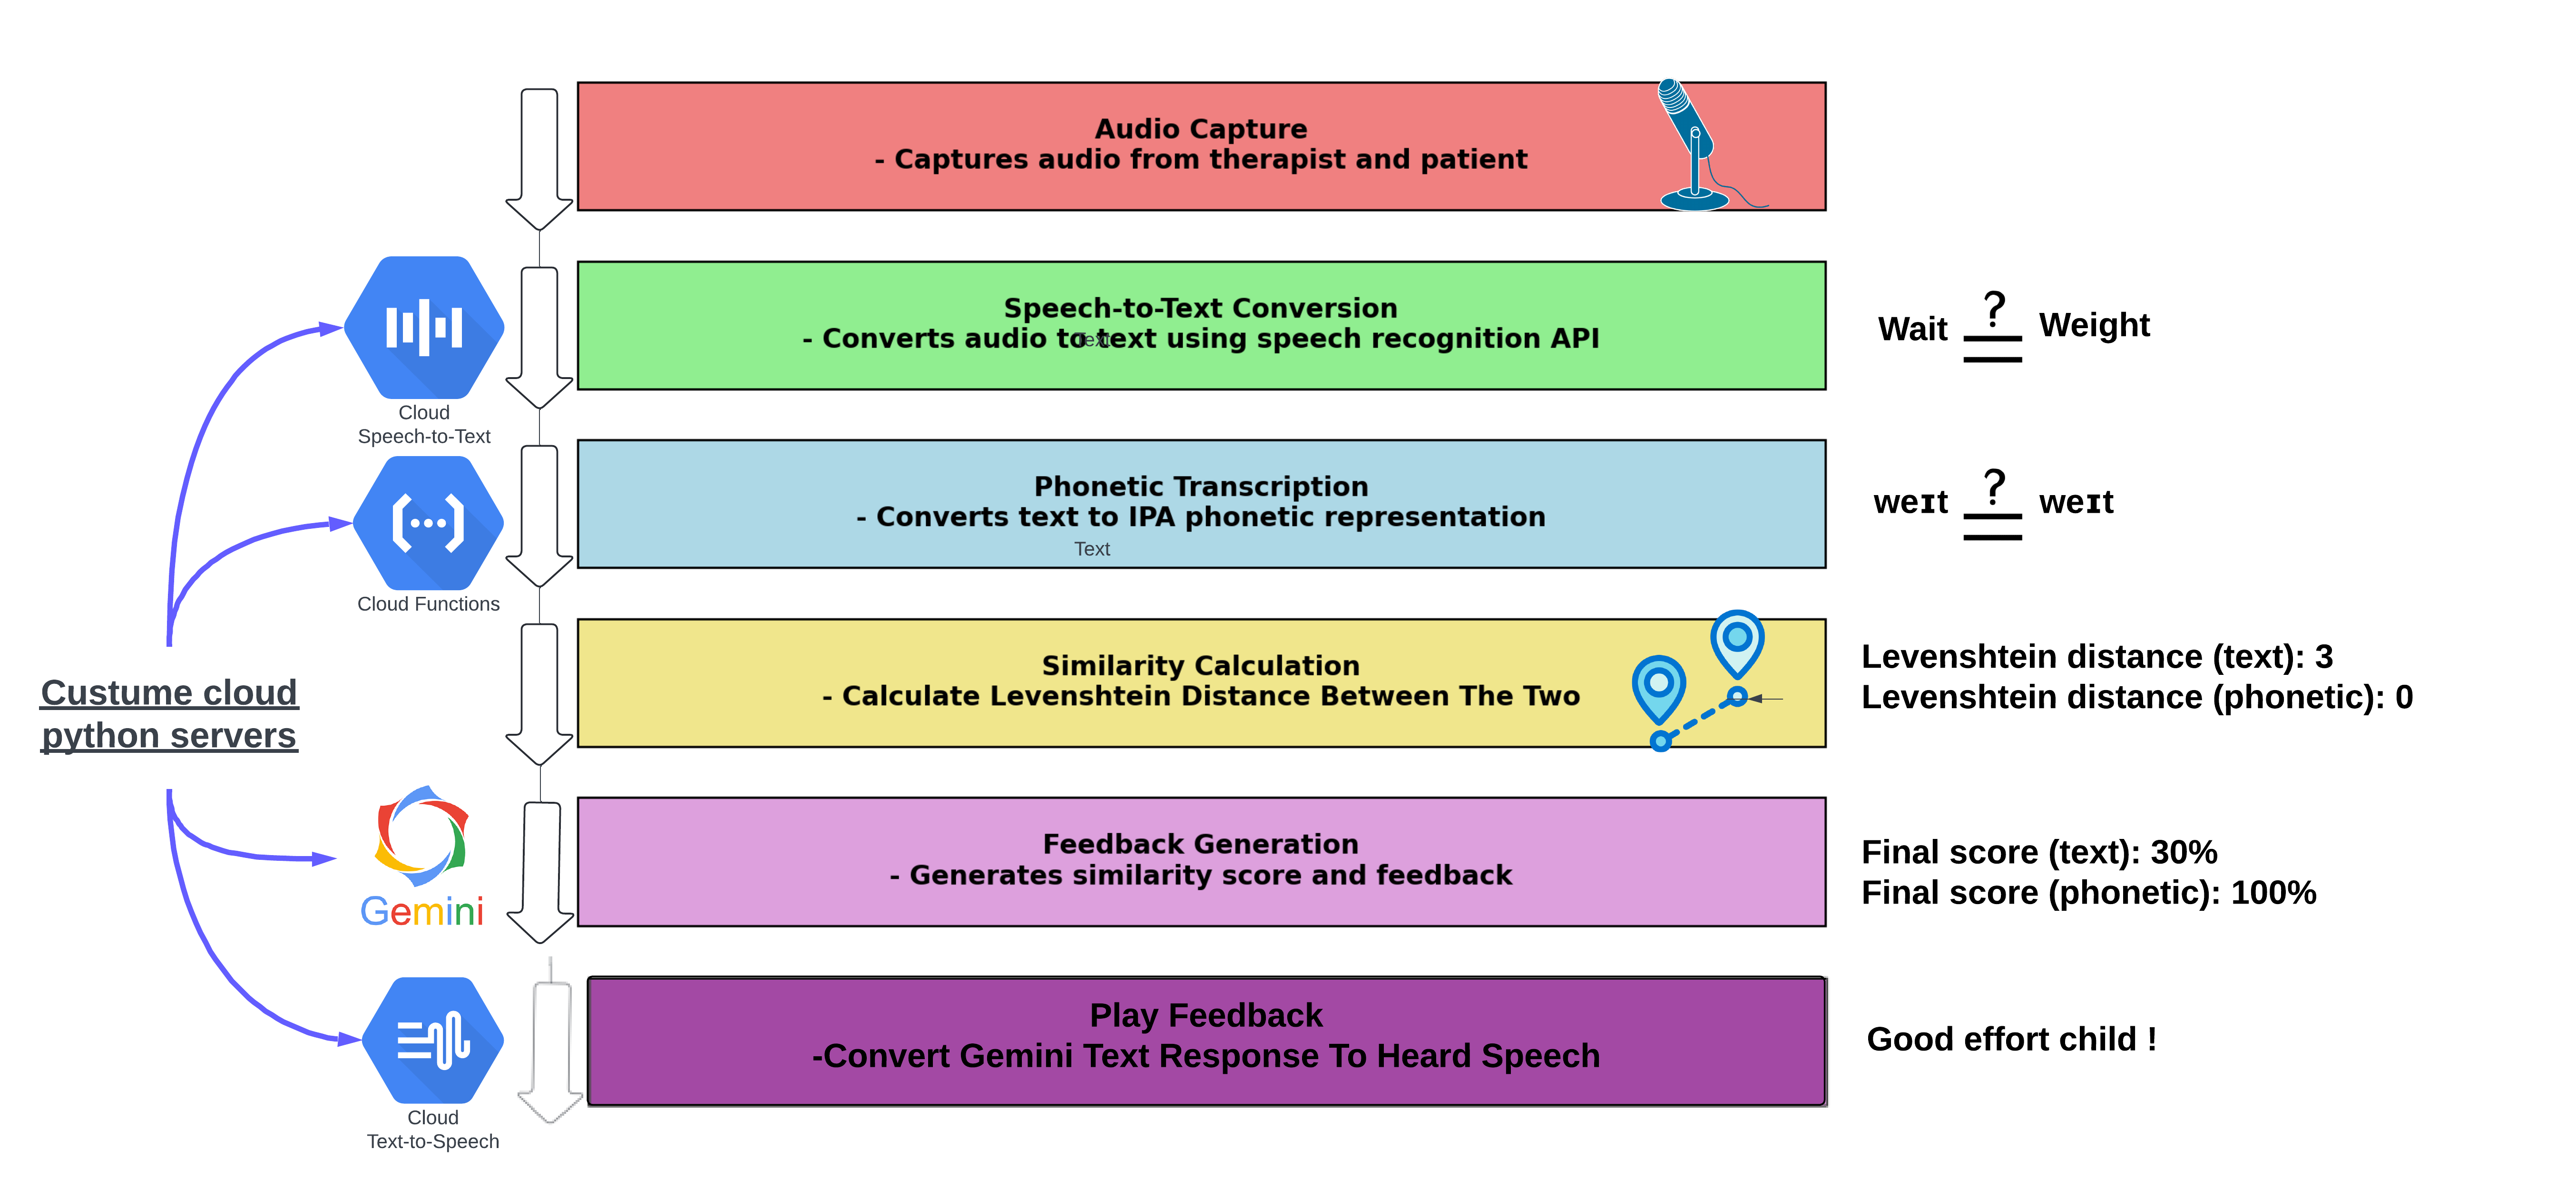 Audio Capture
- Captures audio from therapist and patient
Speech-to-Text Conversion
- Converts audio to text using speech recognition API
Text
Wait ? Weight
Cloud
Speech-to-Text
Phonetic Transcription
- Converts text to IPA phonetic representation
Text
weɪt ? weɪt
Cloud Functions
Similarity Calculation
- Calculate Levenshtein Distance Between The Two
Levenshtein distance (text): 3
Levenshtein distance (phonetic): 0
Custume cloud
python servers
Feedback Generation
- Generates similarity score and feedback
Final score (text): 30%
Final score (phonetic): 100%
Gemini
Play Feedback
-Convert Gemini Text Response To Heard Speech
Good effort child !
Cloud
Text-to-Speech